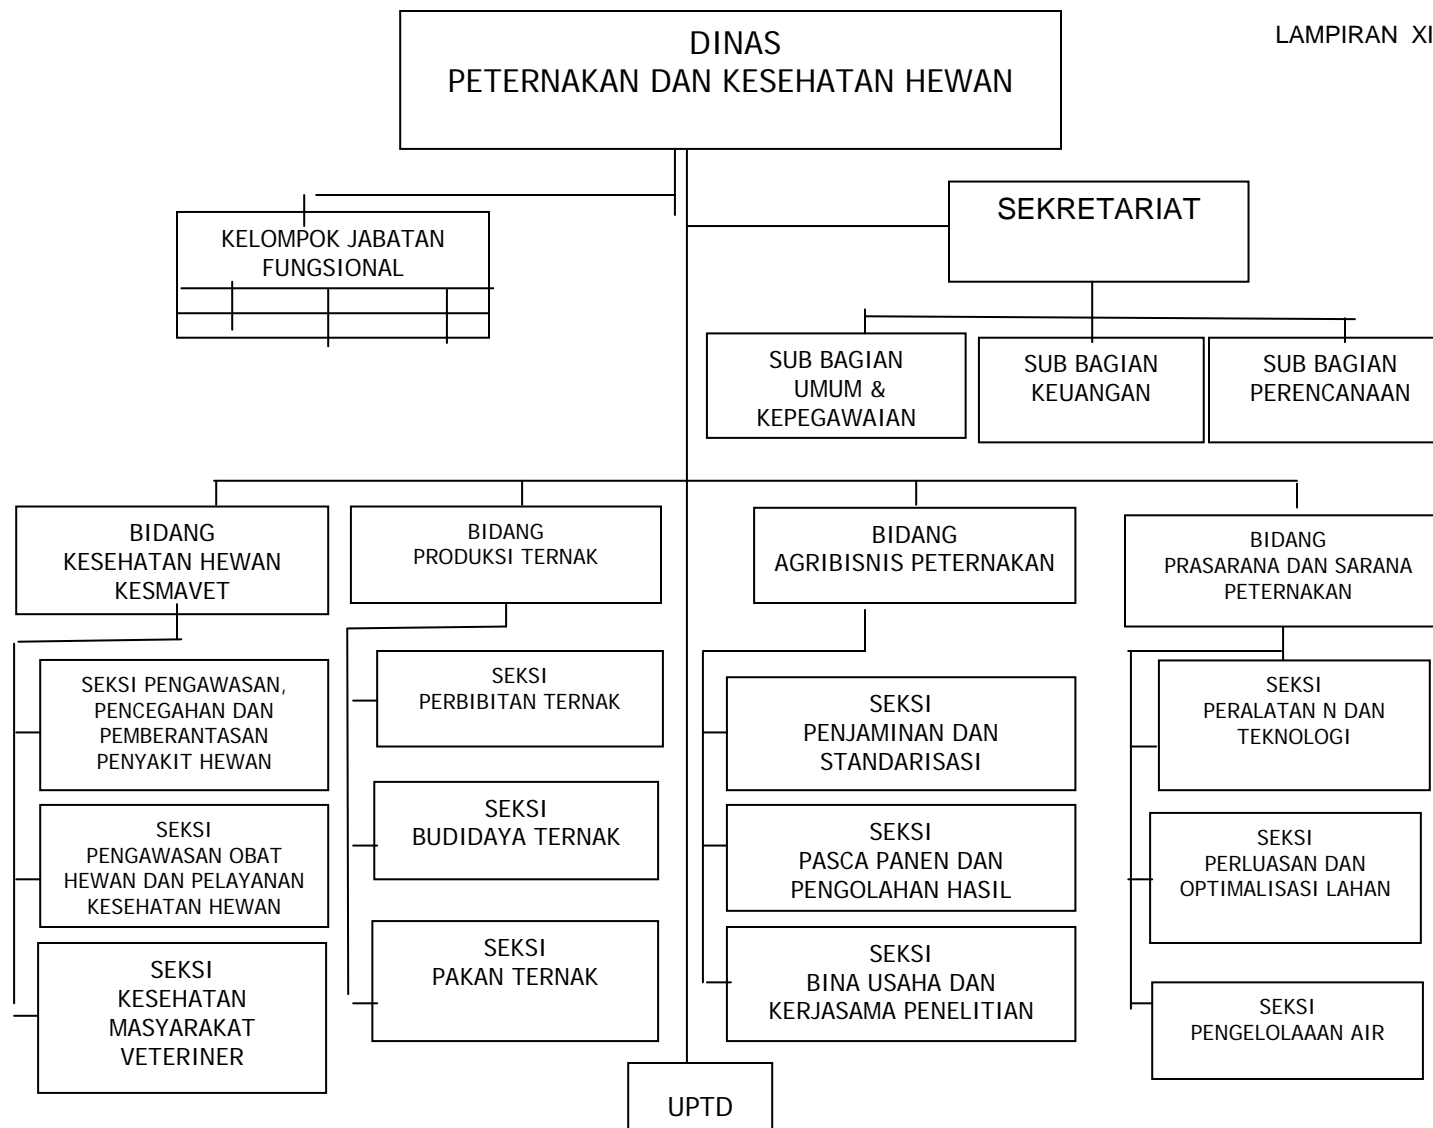 LAMPIRAN XI
DINAS
PETERNAKAN DAN KESEHATAN HEWAN
SEKRETARIAT
KELOMPOK JABATAN
FUNGSIONAL
SUB BAGIAN
UMUM &
KEPEGAWAIAN
SUB BAGIAN
KEUANGAN
SUB BAGIAN
PERENCANAAN
BIDANG
KESEHATAN HEWAN
KESMAVET
BIDANG
PRODUKSI TERNAK
BIDANG
AGRIBISNIS PETERNAKAN
BIDANG
PRASARANA DAN SARANA
PETERNAKAN
SEKSI PENGAWASAN,
PENCEGAHAN DAN
PEMBERANTASAN
PENYAKIT HEWAN
SEKSI
PENGAWASAN OBAT
HEWAN DAN PELAYANAN
KESEHATAN HEWAN
SEKSI
KESEHATAN
MASYARAKAT
VETERINER
SEKSI
PERBIBITAN TERNAK
SEKSI
BUDIDAYA TERNAK
SEKSI
PAKAN TERNAK
SEKSI
PENJAMINAN DAN
STANDARISASI
SEKSI
PASCA PANEN DAN
PENGOLAHAN HASIL
SEKSI
BINA USAHA DAN
KERJASAMA PENELITIAN
SEKSI
PERALATAN N DAN
TEKNOLOGI
SEKSI
PERLUASAN DAN
OPTIMALISASI LAHAN
SEKSI
PENGELOLAAAN AIR
UPTD